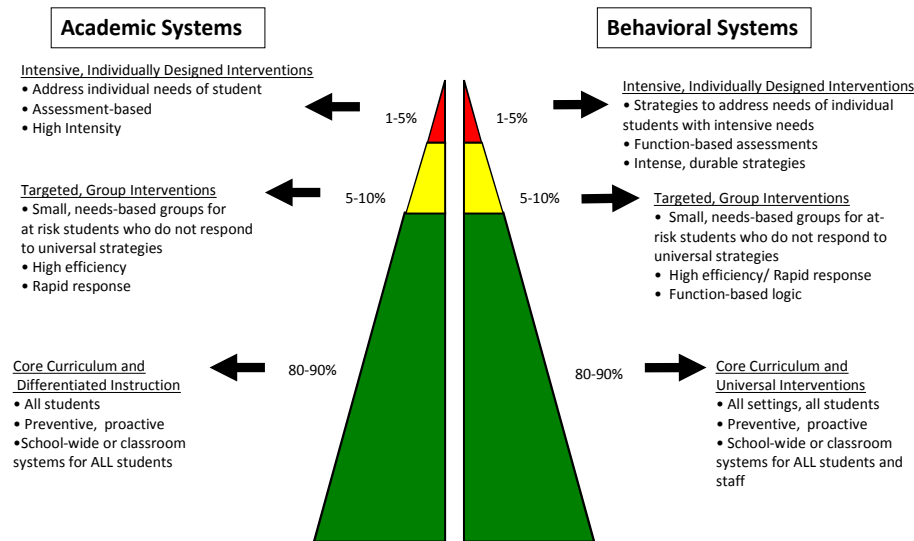 Academic Systems
Intensive, Individually Designed Interventions
• Address individual needs of student
• Assessment-based
• High Intensity
1-5%
Targeted, Group Interventions
• Small, needs-based groups for
at risk students who do not respond
to universal strategies
• High efficiency
• Rapid response
5-10%
Core Curriculum and
Differentiated Instruction
• All students
• Preventive, proactive
•School-wide or classroom
systems for ALL students
80-90%
Behavioral Systems
1-5%
Intensive, Individually Designed Interventions
• Strategies to address needs of individual
students with intensive needs
• Function-based assessments
• Intense, durable strategies
5-10%
Targeted, Group Interventions
• Small, needs-based groups for at-
risk students who do not respond to
universal strategies
• High efficiency/ Rapid response
• Function-based logic
80-90%
Core Curriculum and
Universal Interventions
• All settings, all students
• Preventive, proactive
• School-wide or classroom
systems for ALL students and
staff